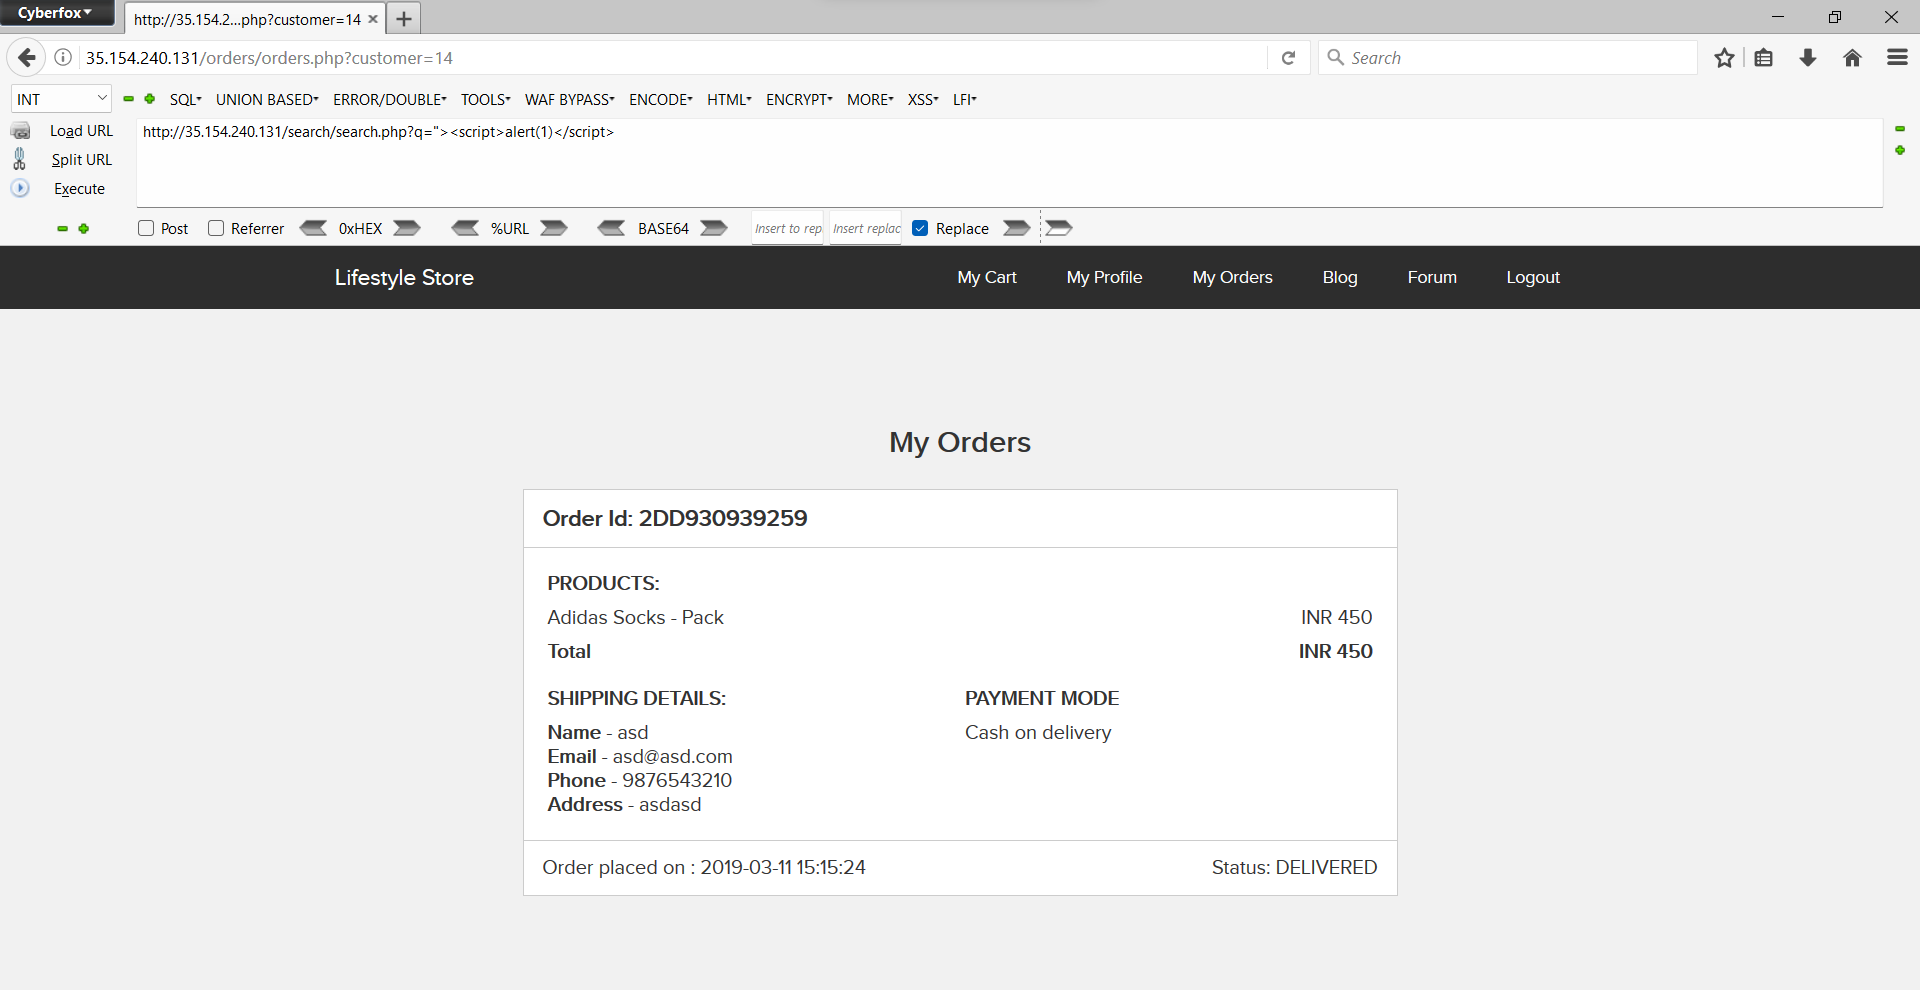 Cyberfox
http://35.154.2...php?customer=14
35.154.240.131/orders/orders.php?customer=14
Search
INT
SQL UNION BASED ERROR/DOUBLE TOOLS WAF BYPASS ENCODE HTML ENCRYPT MORE XSS LFI
Load URL
http://35.154.240.131/search/search.php?q="><script>alert(1)</script>
Split URL
Execute
Post Referrer 0xHEX %URL BASE64 Insert to rep Insert replac Replace
Lifestyle Store My Cart My Profile My Orders Blog Forum Logout
My Orders
Order Id: 2DD930939259
PRODUCTS:
Adidas Socks - Pack INR 450
Total INR 450
SHIPPING DETAILS: PAYMENT MODE
Name - asd Cash on delivery
Email - asd@asd.com
Phone - 9876543210
Address - asdasd
Order placed on : 2019-03-11 15:15:24 Status: DELIVERED